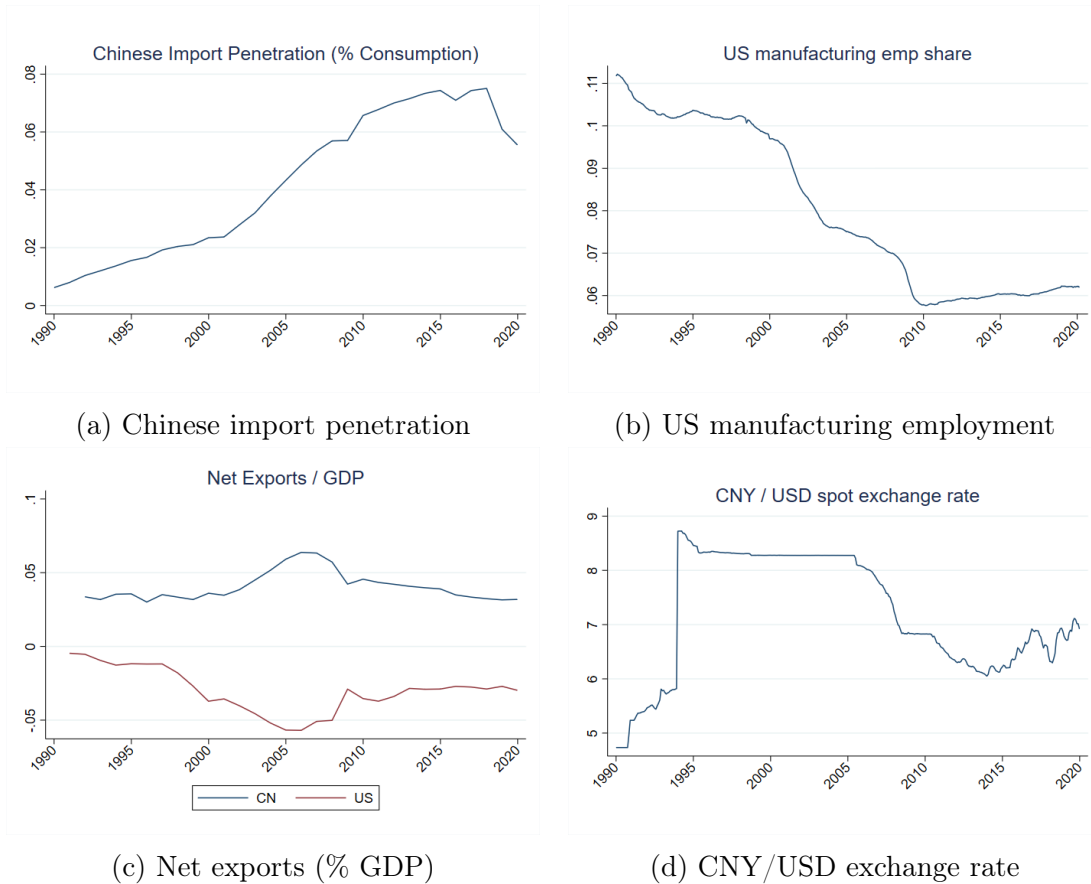 Chinese Import Penetration (% Consumption)
.08
.06
.04
.02
0
1990 1995 2000 2005 2010 2015 2020
(a) Chinese import penetration
US manufacturing emp share
.11
.1
.09
.08
.07
.06
1990 1995 2000 2005 2010 2015 2020
(b) US manufacturing employment
Net Exports / GDP
.1
.05
0
-.05
1990 1995 2000 2005 2010 2015 2020
CN US
(c) Net exports (% GDP)
CNY / USD spot exchange rate
9
8
7
6
5
1990 1995 2000 2005 2010 2015 2020
(d) CNY/USD exchange rate